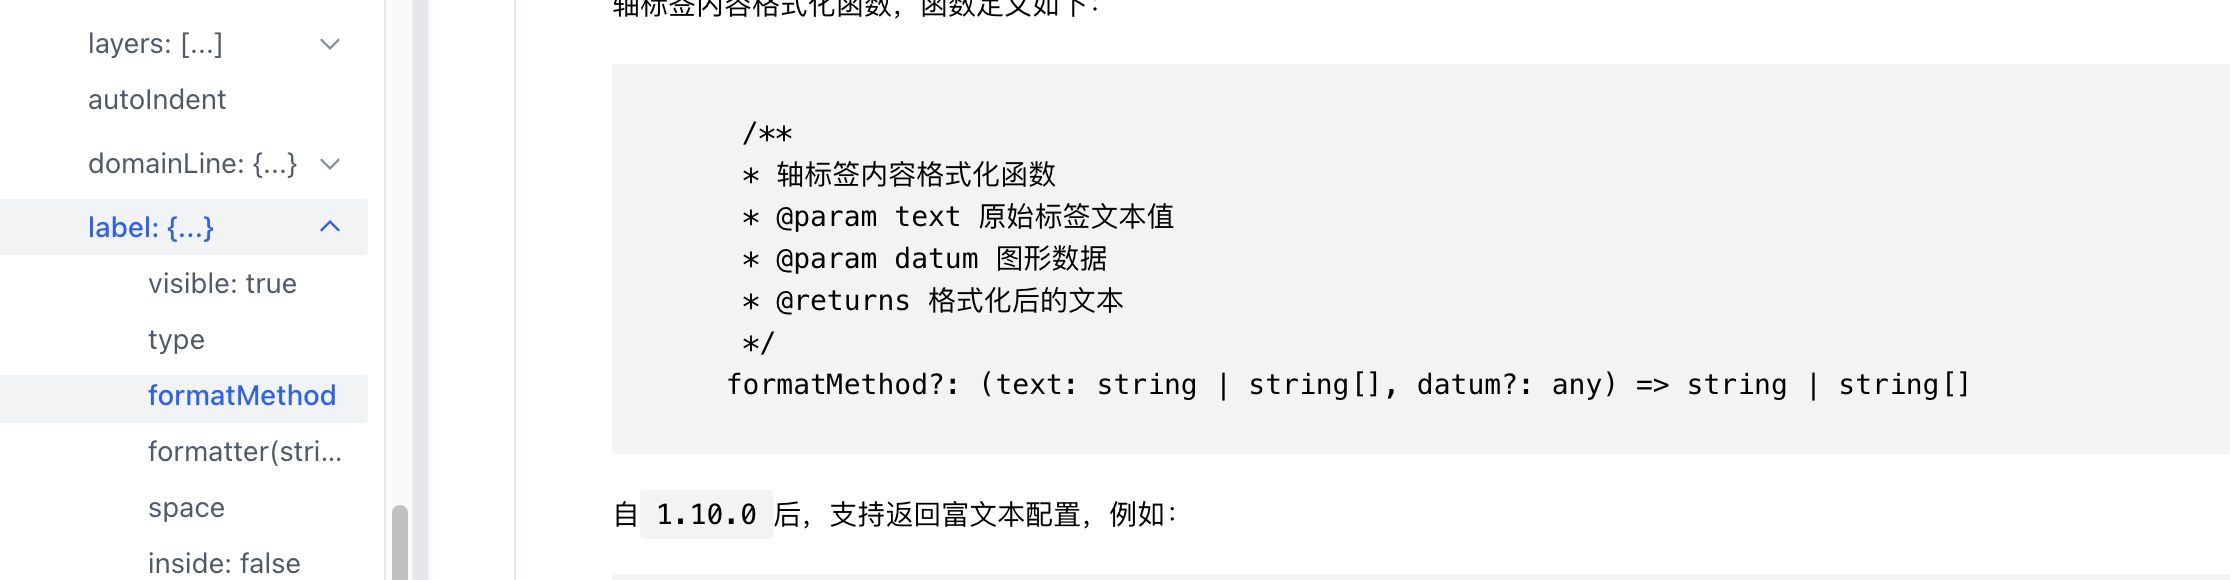 layers: [...]
autoIndent
domainLine: {...}
label: {...}
visible: true
type
formatMethod
formatter(stri...
space
inside: false
轴标签内容格式化函数，函数定义如下：
/**
* 轴标签内容格式化函数
* @param text 原始标签文本值
* @param datum 图形数据
* @returns 格式化后的文本
*/
formatMethod?: (text: string | string[], datum?: any) => string | string[]
自 1.10.0 后，支持返回富文本配置，例如：